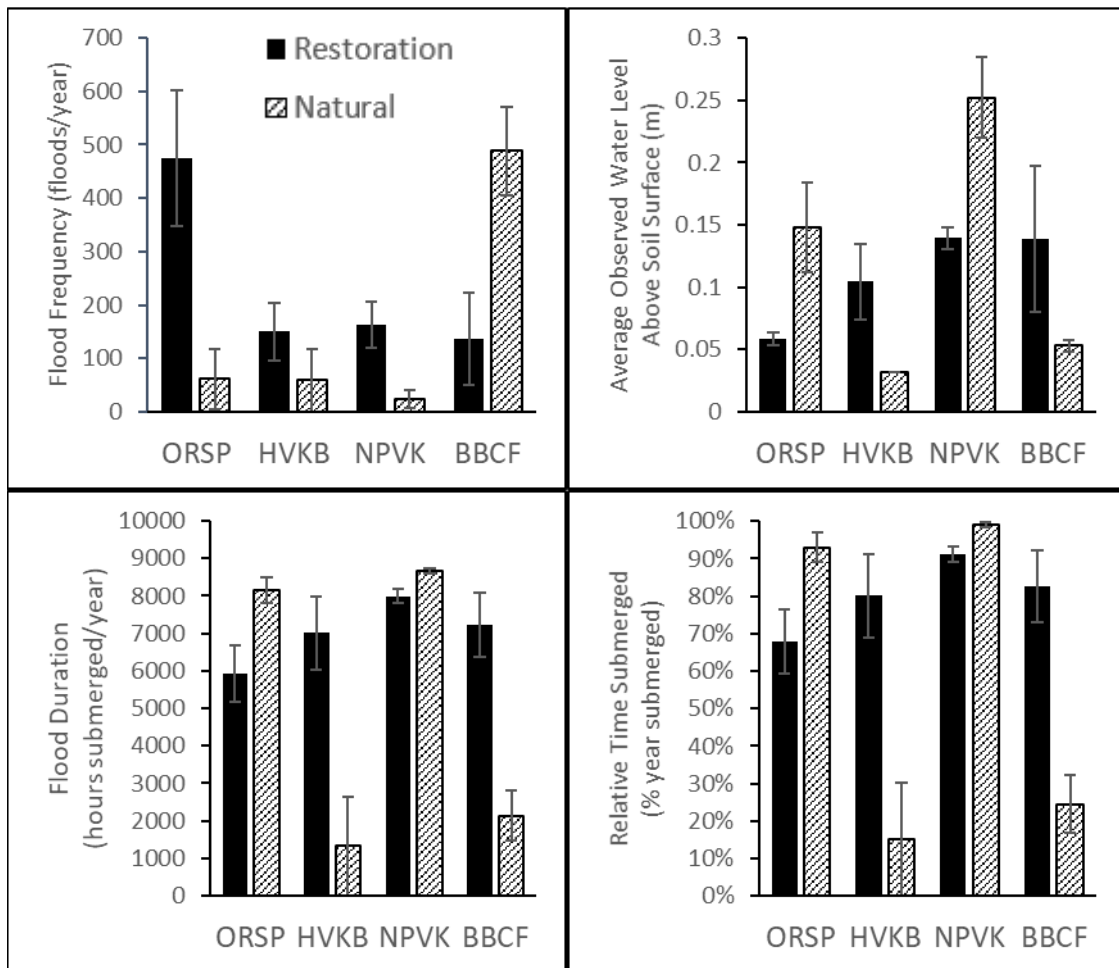 Flood Frequency (floods/year)
700
600
500
400
300
200
100
0
Restoration
Natural
ORSP HVKB NPVK BBCF
Average Observed Water Level
Above Soil Surface (m)
0.3
0.25
0.2
0.15
0.1
0.05
0
ORSP HVKB NPVK BBCF
Flood Duration
(hours submerged/year)
10000
9000
8000
7000
6000
5000
4000
3000
2000
1000
0
ORSP HVKB NPVK BBCF
Relative Time Submerged
(% year submerged)
100%
90%
80%
70%
60%
50%
40%
30%
20%
10%
0%
ORSP HVKB NPVK BBCF